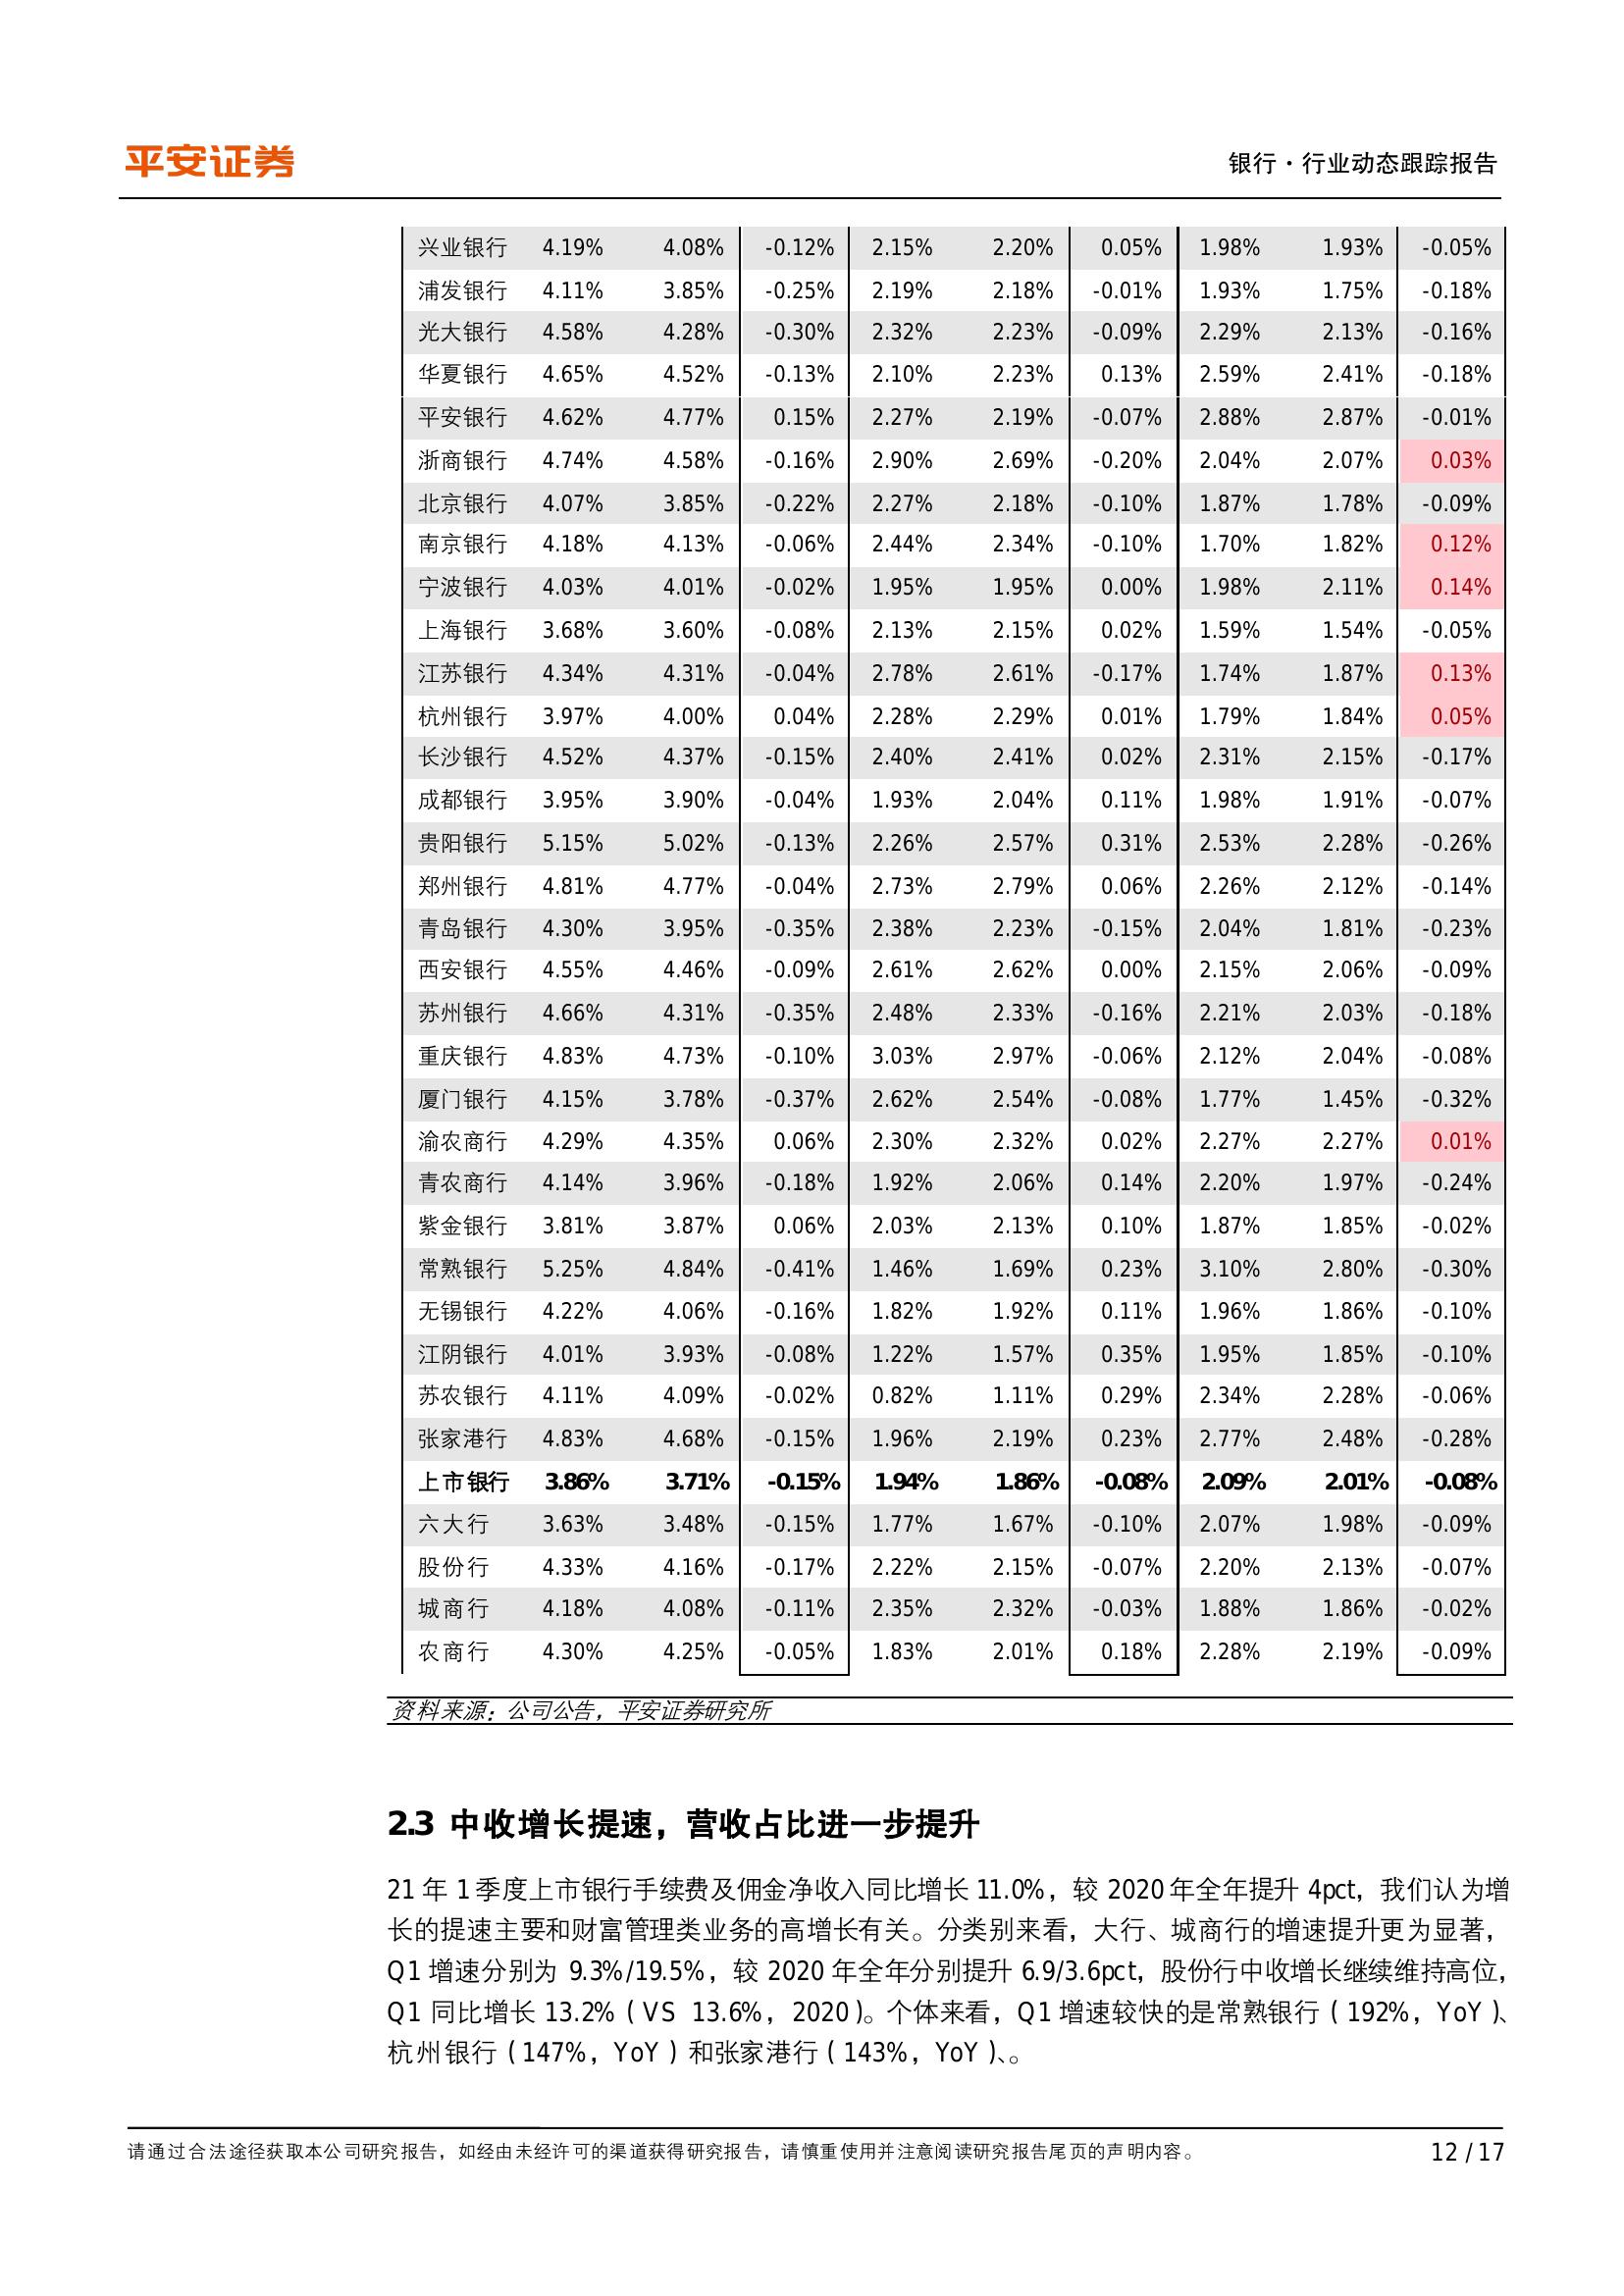 平安证券
银行·行业动态跟踪报告
兴业银行 4.19% 4.08% -0.12% 2.15% 2.20% 0.05% 1.98% 1.93% -0.05%
浦发银行 4.11% 3.85% -0.25% 2.19% 2.18% -0.01% 1.93% 1.75% -0.18%
光大银行 4.58% 4.28% -0.30% 2.32% 2.23% -0.09% 2.29% 2.13% -0.16%
华夏银行 4.65% 4.52% -0.13% 2.10% 2.23% 0.13% 2.59% 2.41% -0.18%
平安银行 4.62% 4.77% 0.15% 2.27% 2.19% -0.07% 2.88% 2.87% -0.01%
浙商银行 4.74% 4.58% -0.16% 2.90% 2.69% -0.20% 2.04% 2.07% 0.03%
北京银行 4.07% 3.85% -0.22% 2.27% 2.18% -0.10% 1.87% 1.78% -0.09%
南京银行 4.18% 4.13% -0.06% 2.44% 2.34% -0.10% 1.70% 1.82% 0.12%
宁波银行 4.03% 4.01% -0.02% 1.95% 1.95% 0.00% 1.98% 2.11% 0.14%
上海银行 3.68% 3.60% -0.08% 2.13% 2.15% 0.02% 1.59% 1.54% -0.05%
江苏银行 4.34% 4.31% -0.04% 2.78% 2.61% -0.17% 1.74% 1.87% 0.13%
杭州银行 3.97% 4.00% 0.04% 2.28% 2.29% 0.01% 1.79% 1.84% 0.05%
长沙银行 4.52% 4.37% -0.15% 2.40% 2.41% 0.02% 2.31% 2.15% -0.17%
成都银行 3.95% 3.90% -0.04% 1.93% 2.04% 0.11% 1.98% 1.91% -0.07%
贵阳银行 5.15% 5.02% -0.13% 2.26% 2.57% 0.31% 2.53% 2.28% -0.26%
郑州银行 4.81% 4.77% -0.04% 2.73% 2.79% 0.06% 2.26% 2.12% -0.14%
青岛银行 4.30% 3.95% -0.35% 2.38% 2.23% -0.15% 2.04% 1.81% -0.23%
西安银行 4.55% 4.46% -0.09% 2.61% 2.62% 0.00% 2.15% 2.06% -0.09%
苏州银行 4.66% 4.31% -0.35% 2.48% 2.33% -0.16% 2.21% 2.03% -0.18%
重庆银行 4.83% 4.73% -0.10% 3.03% 2.97% -0.06% 2.12% 2.04% -0.08%
厦门银行 4.15% 3.78% -0.37% 2.62% 2.54% -0.08% 1.77% 1.45% -0.32%
渝农商行 4.29% 4.35% 0.06% 2.30% 2.32% 0.02% 2.27% 2.27% 0.01%
青农商行 4.14% 3.96% -0.18% 1.92% 2.06% 0.14% 2.20% 1.97% -0.24%
紫金银行 3.81% 3.87% 0.06% 2.03% 2.13% 0.10% 1.87% 1.85% -0.02%
常熟银行 5.25% 4.84% -0.41% 1.46% 1.69% 0.23% 3.10% 2.80% -0.30%
无锡银行 4.22% 4.06% -0.16% 1.82% 1.92% 0.11% 1.96% 1.86% -0.10%
江阴银行 4.01% 3.93% -0.08% 1.22% 1.57% 0.35% 1.95% 1.85% -0.10%
苏农银行 4.11% 4.09% -0.02% 0.82% 1.11% 0.29% 2.34% 2.28% -0.06%
张家港行 4.83% 4.68% -0.15% 1.96% 2.19% 0.23% 2.77% 2.48% -0.28%
上市银行 3.86% 3.71% -0.15% 1.94% 1.86% -0.08% 2.09% 2.01% -0.08%
六大行 3.63% 3.48% -0.15% 1.77% 1.67% -0.10% 2.07% 1.98% -0.09%
股份行 4.33% 4.16% -0.17% 2.22% 2.15% -0.07% 2.20% 2.13% -0.07%
城商行 4.18% 4.08% -0.11% 2.35% 2.32% -0.03% 1.88% 1.86% -0.02%
农商行 4.30% 4.25% -0.05% 1.83% 2.01% 0.18% 2.28% 2.19% -0.09%
资料来源：公司公告，平安证券研究所
2.3 中收增长提速，营收占比进一步提升
21 年 1 季度上市银行手续费及佣金净收入同比增长 11.0%，较 2020 年全年提升 4pct，我们认为增
长的提速主要和财富管理类业务的高增长有关。分类别来看，大行、城商行的增速提升更为显著，
Q1 增速分别为 9.3%/19.5%，较 2020 年全年分别提升 6.9/3.6pct，股份行中收增长继续维持高位，
Q1 同比增长 13.2%（VS 13.6%，2020）。个体来看，Q1 增速较快的是常熟银行（192%，YoY）、
杭州银行（147%，YoY）和张家港行（143%，YoY）、。
请通过合法途径获取本公司研究报告，如经由未经许可的渠道获得研究报告，请慎重使用并注意阅读研究报告尾页的声明内容。
12 / 17